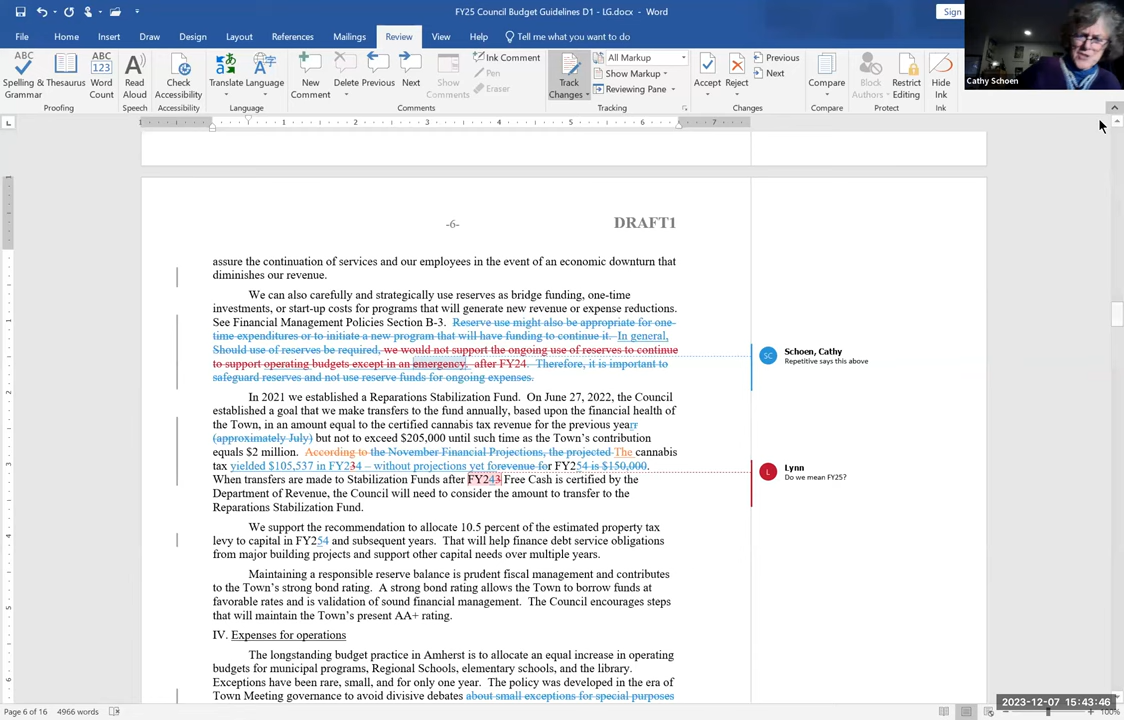 FY25 Council Budget Guidelines D1 - LG.docx - Word
Sign
File Home Insert Draw Design Layout References Mailings Review View Help Tell me what you want to do
Cathy Schoen
ABC Spelling & Grammar
Thesaurus
ABC 123 Word Count
Proofing
Read Aloud
Speech
Check Accessibility
Accessibility
Translate Language
Language
New Comment
Delete Previous Next
Show Comments
Comments
Ink Comment
Pen
Eraser
Track Changes
All Markup
Show Markup
Reviewing Pane
Tracking
Accept Reject
Previous
Next
Changes
Compare
Compare
Block Authors
Restrict Editing
Protect
Hide Ink
Ink
1 1 2 3 4 5 6 7
-6- DRAFT1
assure the continuation of services and our employees in the event of an economic downturn that
diminishes our revenue.
We can also carefully and strategically use reserves as bridge funding, one-time
investments, or start-up costs for programs that will generate new revenue or expense reductions.
See Financial Management Policies Section B-3. Reserve use might also be appropriate for one-
time expenditures or to initiate a new program that will have funding to continue it. In general,
Should use of reserves be required, we would not support the ongoing use of reserves to continue
to support operating budgets except in an emergency. after FY24. Therefore, it is important to
safeguard reserves and not use reserve funds for ongoing expenses.
In 2021 we established a Reparations Stabilization Fund. On June 27, 2022, the Council
established a goal that we make transfers to the fund annually, based upon the financial health of
the Town, in an amount equal to the certified cannabis tax revenue for the previous yearr
(approximately July) but not to exceed $205,000 until such time as the Town's contribution
equals $2 million. According to the November Financial Projections, the projected The cannabis
tax yielded $105,537 in FY234 – without projections yet forrevenue for FY254 is $150,000.
When transfers are made to Stabilization Funds after FY243 Free Cash is certified by the
Department of Revenue, the Council will need to consider the amount to transfer to the
Reparations Stabilization Fund.
We support the recommendation to allocate 10.5 percent of the estimated property tax
levy to capital in FY254 and subsequent years. That will help finance debt service obligations
from major building projects and support other capital needs over multiple years.
Maintaining a responsible reserve balance is prudent fiscal management and contributes
to the Town's strong bond rating. A strong bond rating allows the Town to borrow funds at
favorable rates and is validation of sound financial management. The Council encourages steps
that will maintain the Town's present AA+ rating.
IV. Expenses for operations
The longstanding budget practice in Amherst is to allocate an equal increase in operating
budgets for municipal programs, Regional Schools, elementary schools, and the library.
Exceptions have been rare, small, and for only one year. The policy was developed in the era of
Town Meeting governance to avoid divisive debates about small exceptions for special purposes
SC Schoen, Cathy
Repetitive says this above
L Lynn
Do we mean FY25?
Page 6 of 16 4966 words
2023-12-07 15:43:46
100%